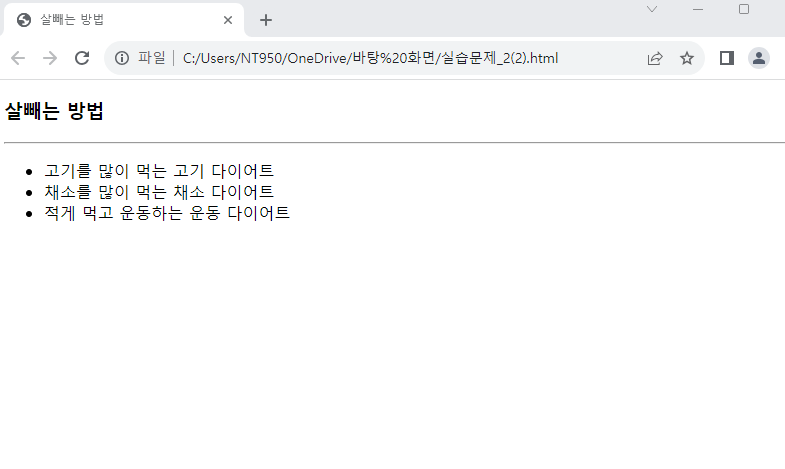 살빼는 방법
파일 C:/Users/NT950/OneDrive/바탕%20화면/실습문제_2(2).html
살빼는 방법
고기를 많이 먹는 고기 다이어트
채소를 많이 먹는 채소 다이어트
적게 먹고 운동하는 운동 다이어트